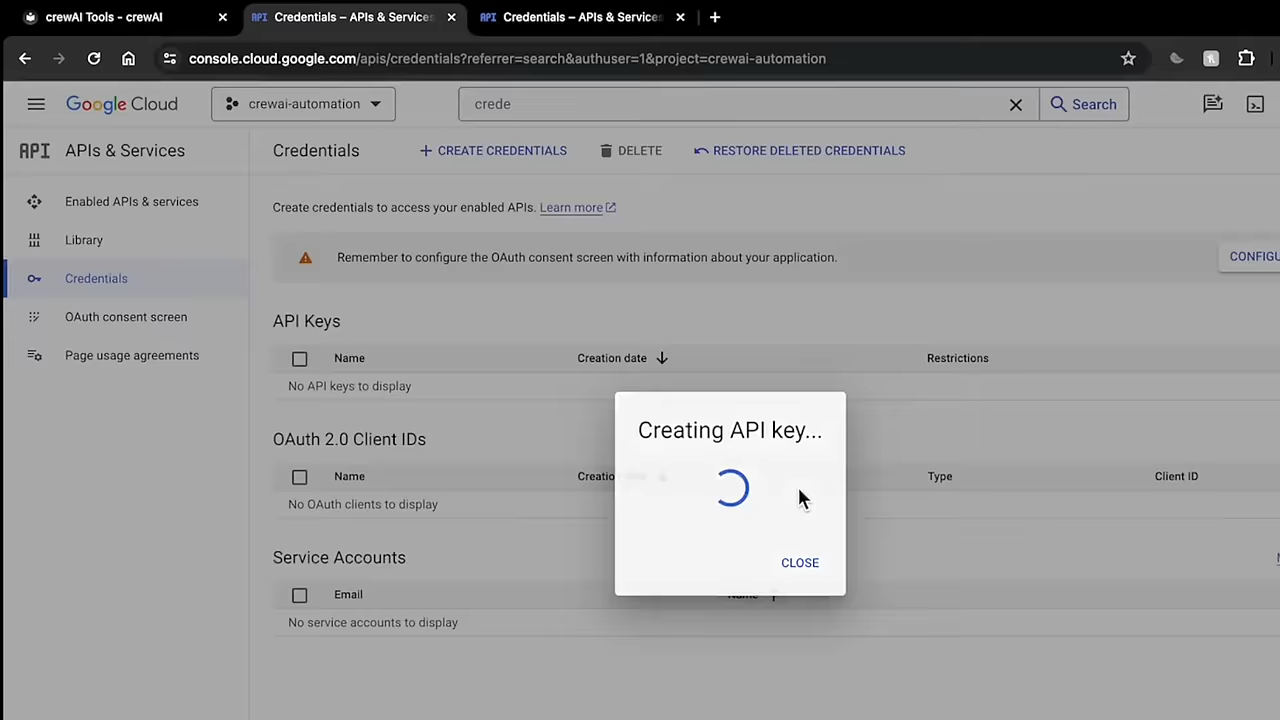 crewAI Tools - crewAI
Credentials – APIs & Services
Credentials – APIs & Services
console.cloud.google.com/apis/credentials?referrer=search&authuser=1&project=crewai-automation
Google Cloud
crewai-automation
crede
Search
API APIs & Services
Credentials
CREATE CREDENTIALS
DELETE
RESTORE DELETED CREDENTIALS
Enabled APIs & services
Library
Credentials
OAuth consent screen
Page usage agreements
Create credentials to access your enabled APIs. Learn more
Remember to configure the OAuth consent screen with information about your application.
CONFIGU
API Keys
Name
Creation date
Restrictions
No API keys to display
OAuth 2.0 Client IDs
Name
Creatio
Type
Client ID
No OAuth clients to display
Service Accounts
Email
Name
No service accounts to display
Creating API key...
CLOSE